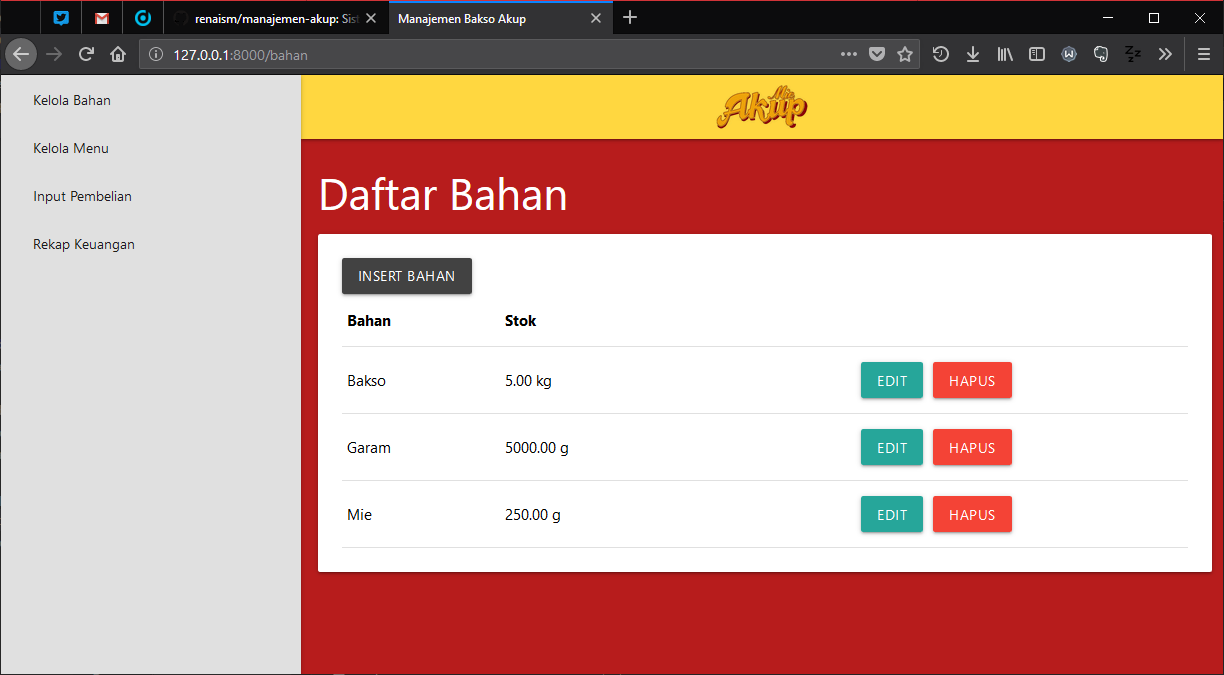 renaism/manajemen-akup: Sist
Manajemen Bakso Akup
127.0.0.1:8000/bahan
Kelola Bahan
Kelola Menu
Input Pembelian
Rekap Keuangan
Mie
Akup
Daftar Bahan
INSERT BAHAN
Bahan Stok
Bakso 5.00 kg EDIT HAPUS
Garam 5000.00 g EDIT HAPUS
Mie 250.00 g EDIT HAPUS